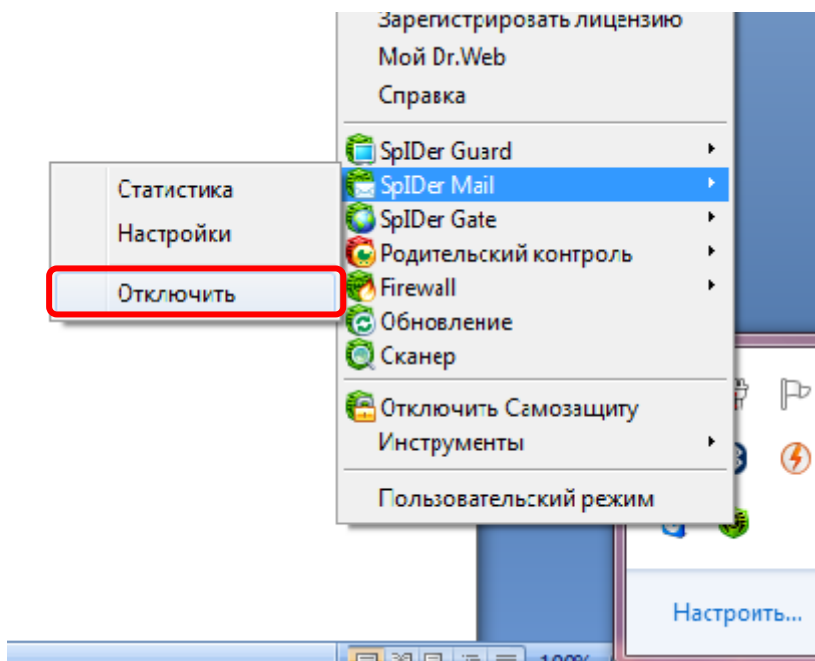 Зарегистрировать лицензию
Мой Dr.Web
Справка
SpIDer Guard
SpIDer Mail
SpIDer Gate
Родительский контроль
Firewall
Обновление
Сканер
Отключить Самозащиту
Инструменты
Пользовательский режим
Статистика
Настройки
Отключить
Настроить...
100%